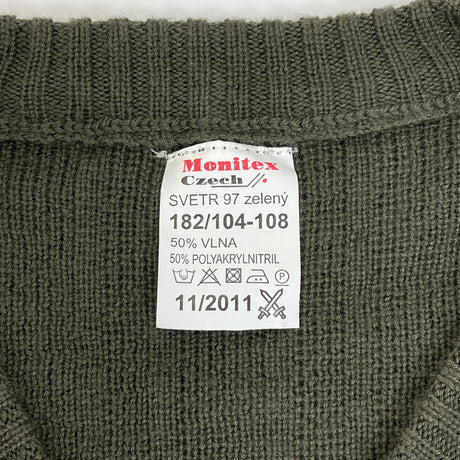 Monitex
Czech
SVETR 97 zelený
182/104-108
50% VLNA
50% POLYAKRYLNITRIL
P
11/2011